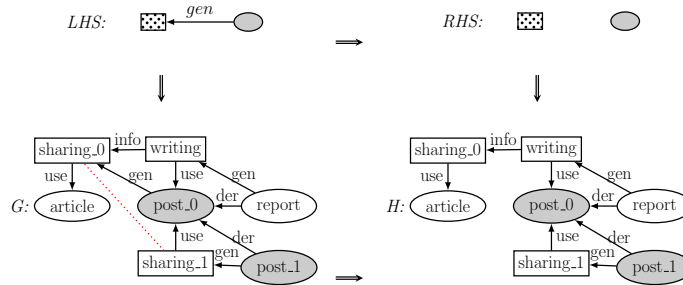 LHS: gen RHS:
sharing_0 info writing
use gen use gen
G: article post_0 der report
use der
sharing_1 gen post_1
sharing_0 info writing
use use gen
H: article post_0 der report
use der
sharing_1 gen post_1